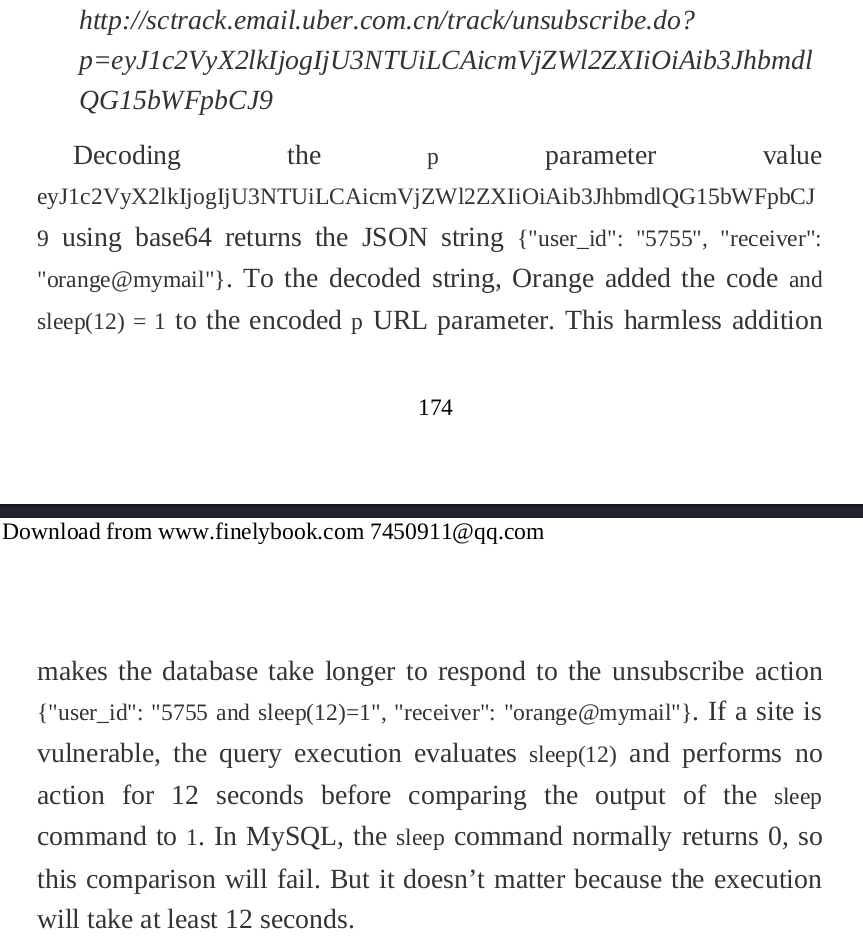 http://sctrack.email.uber.com.cn/track/unsubscribe.do?
p=eyJ1c2VyX2lkIjogIjU3NTUiLCAicmVjZWl2ZXIiOiAib3Jhbmdl
QG15bWFpbCJ9
Decoding the p parameter value
eyJ1c2VyX2lkIjogIjU3NTUiLCAicmVjZWl2ZXIiOiAib3JhbmdlQG15bWFpbCJ
9 using base64 returns the JSON string {"user_id": "5755", "receiver":
"orange@mymail"}. To the decoded string, Orange added the code and
sleep(12) = 1 to the encoded p URL parameter. This harmless addition
174
Download from www.finelybook.com 7450911@qq.com
makes the database take longer to respond to the unsubscribe action
{"user_id": "5755 and sleep(12)=1", "receiver": "orange@mymail"}. If a site is
vulnerable, the query execution evaluates sleep(12) and performs no
action for 12 seconds before comparing the output of the sleep
command to 1. In MySQL, the sleep command normally returns 0, so
this comparison will fail. But it doesn’t matter because the execution
will take at least 12 seconds.